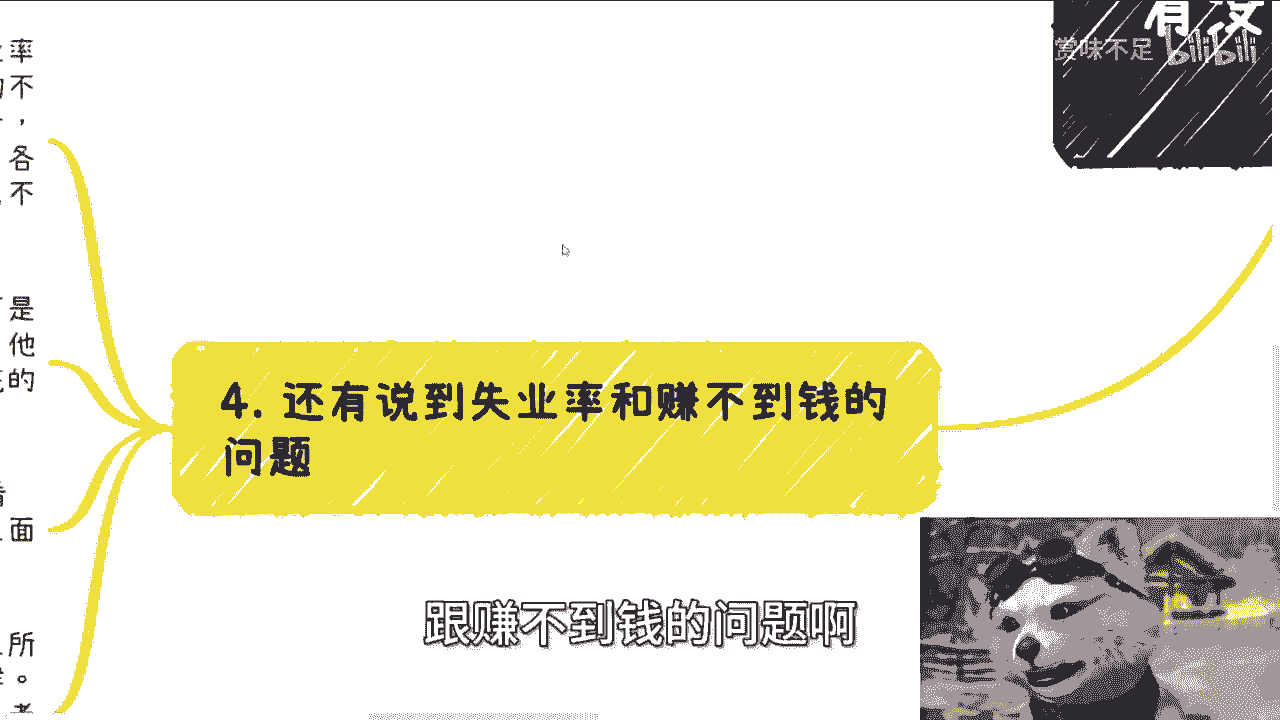 有没
赏味不足 bilibili
率
不
，
各
不
是
他
的
4. 还有说到失业率和赚不到钱的
问题
面
所
。
跟赚不到钱的问题啊